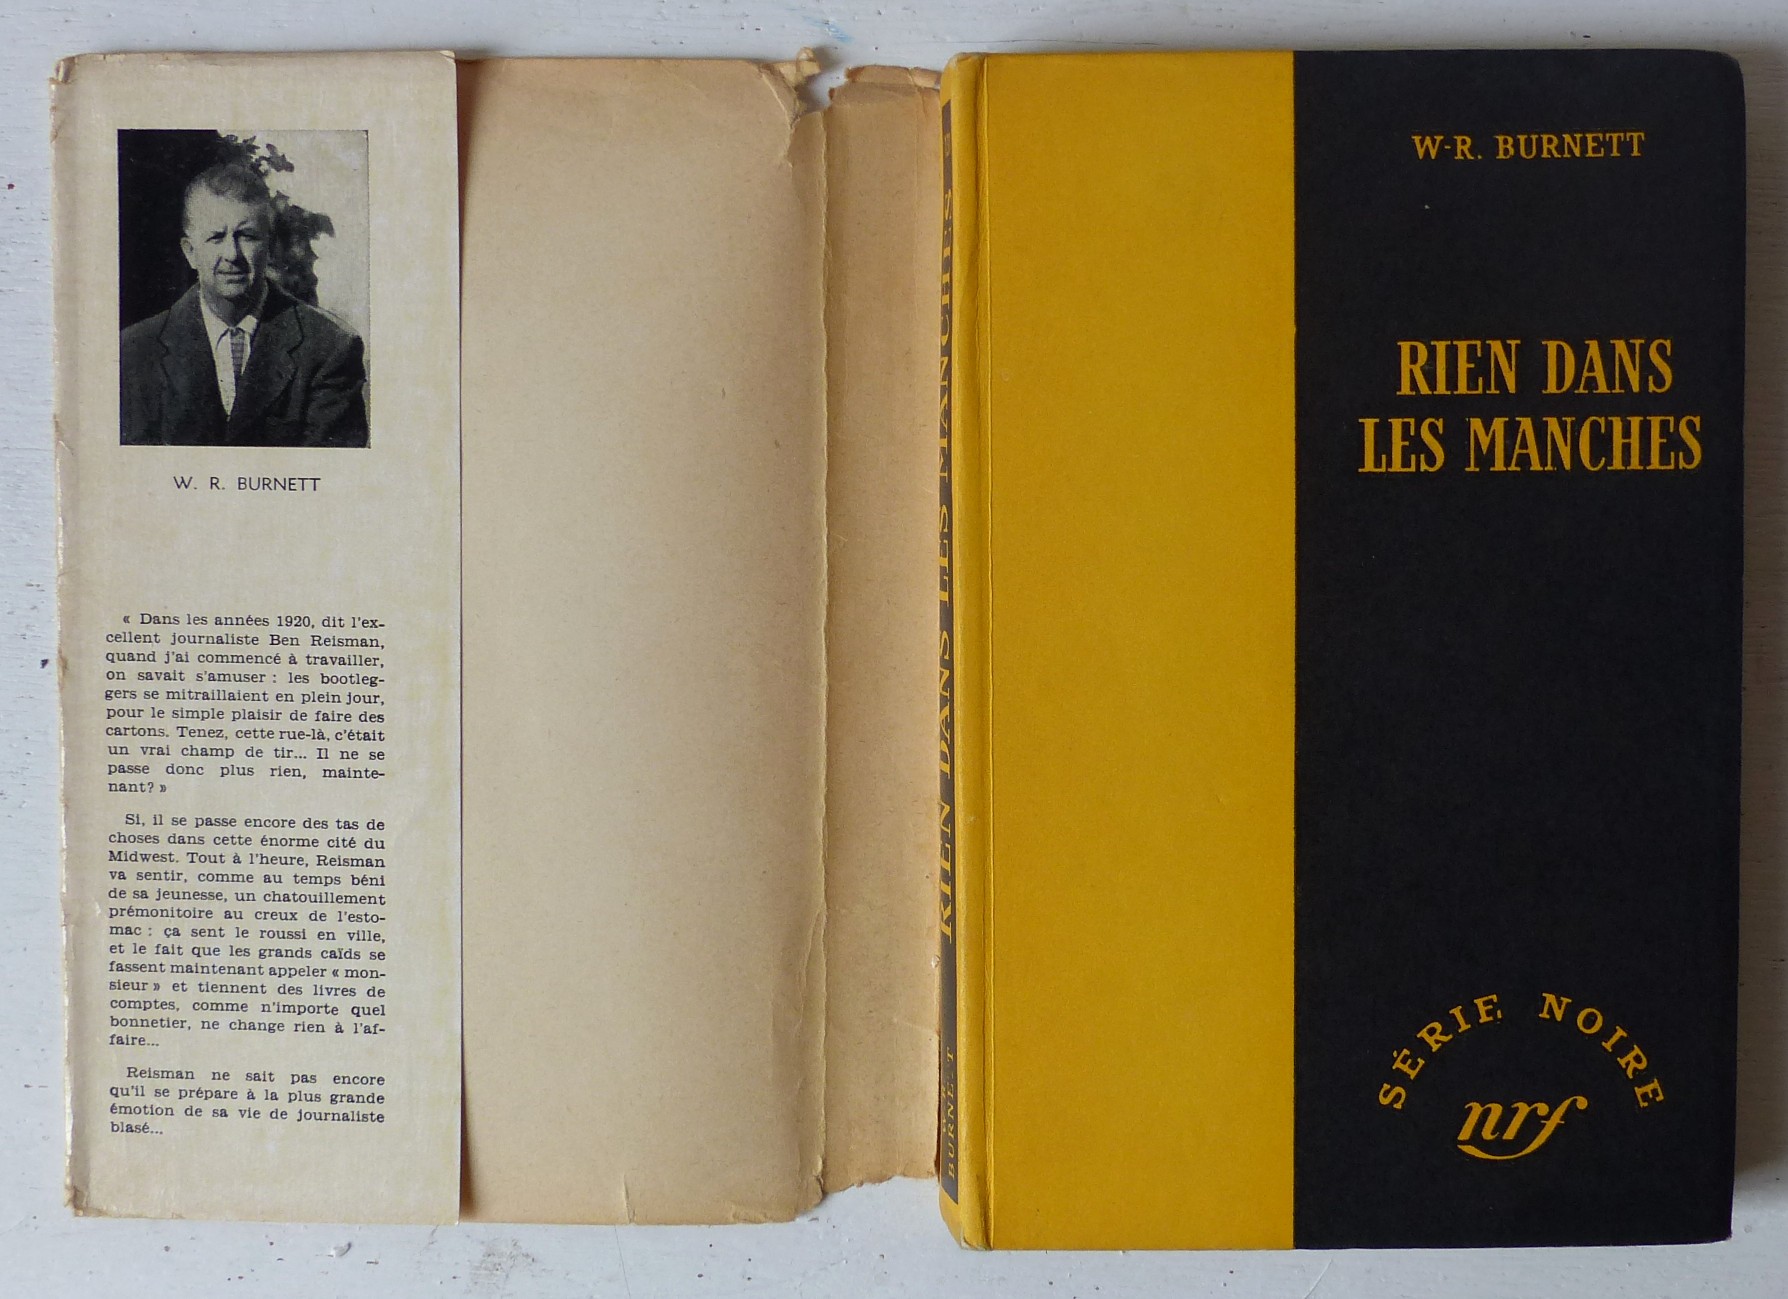 W. R. BURNETT
« Dans les années 1920, dit l'ex-
cellent journaliste Ben Reisman,
quand j'ai commencé à travailler,
on savait s'amuser : les bootleg-
gers se mitraillaient en plein jour,
pour le simple plaisir de faire des
cartons. Tenez, cette rue-là, c'était
un vrai champ de tir... Il ne se
passe donc plus rien, mainte-
nant? »
Si, il se passe encore des tas de
choses dans cette énorme cité du
Midwest. Tout à l'heure, Reisman
va sentir, comme au temps béni
de sa jeunesse, un chatouillement
prémonitoire au creux de l'esto-
mac : ça sent le roussi en ville,
et le fait que les grands caïds se
fassent maintenant appeler « mon-
sieur » et tiennent des livres de
comptes, comme n'importe quel
bonnetier, ne change rien à l'af-
faire...
Reisman ne sait pas encore
qu'il se prépare à la plus grande
émotion de sa vie de journaliste
blasé...
RIEN DANS LES MANCHES
BURNETT
W-R. BURNETT
RIEN DANS
LES MANCHES
SÉRIE NOIRE
nrf